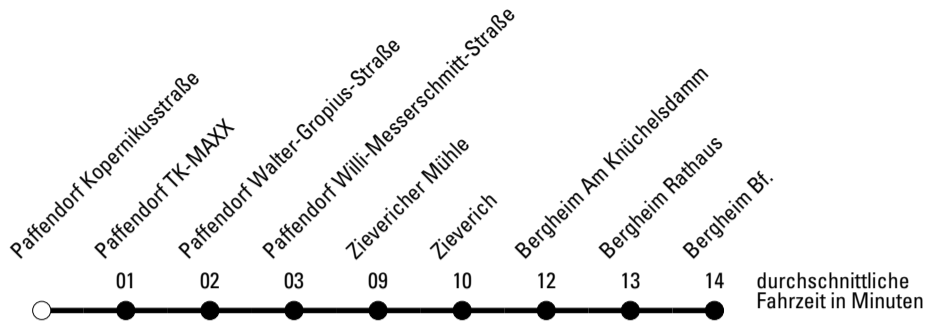 Paffendorf Kopernikusstraße
Paffendorf TK-MAXX
Paffendorf Walter-Gropius-Straße
Paffendorf Willi-Messerschmitt-Straße
Zievericher Mühle
Zieverich
Bergheim Am Knüchelsdamm
Bergheim Rathaus
Bergheim Bf.
01 02 03 09 10 12 13 14
durchschnittliche
Fahrzeit in Minuten